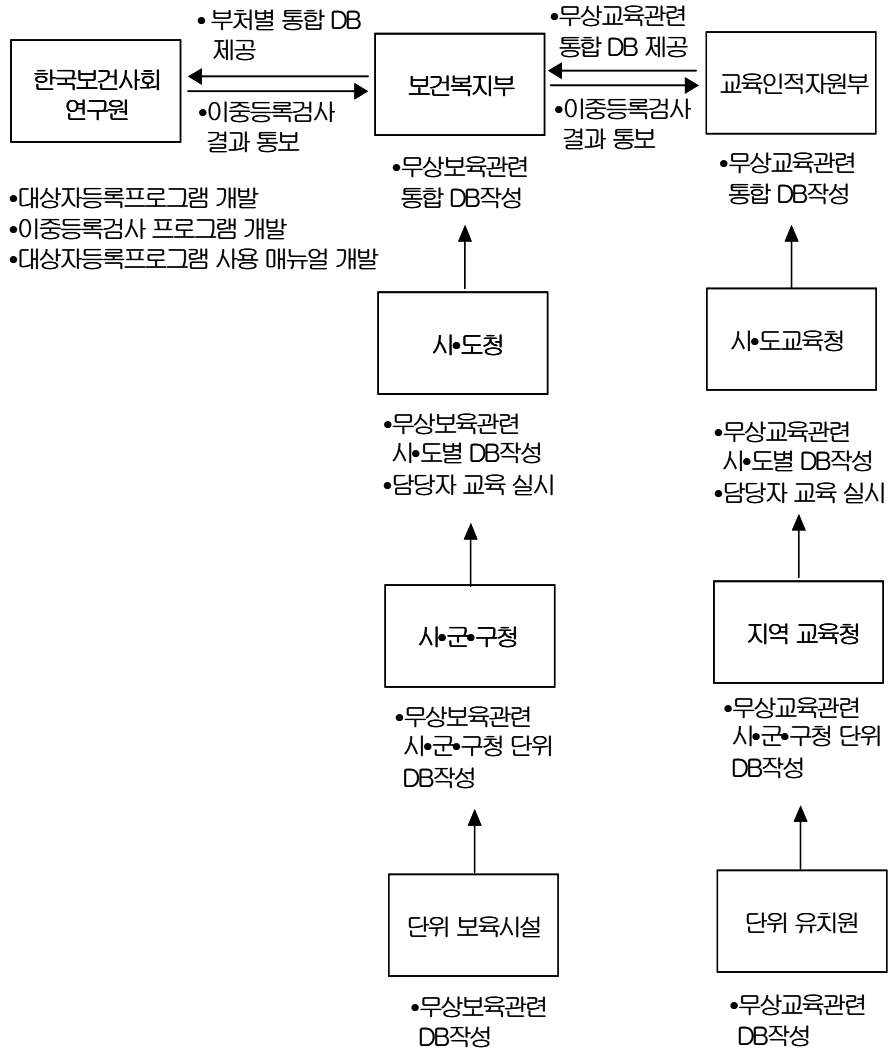 • 부처별 통합 DB
제공
•무상교육관련
통합 DB 제공
한국보건사회
연구원
보건복지부
교육인적자원부
•이중등록검사
결과 통보
•이중등록검사
결과 통보
•무상보육관련
통합 DB작성
•무상교육관련
통합 DB작성
•대상자등록프로그램 개발
•이중등록검사 프로그램 개발
•대상자등록프로그램 사용 매뉴얼 개발
시•도청
시•도교육청
•무상보육관련
시•도별 DB작성
•담당자 교육 실시
•무상교육관련
시•도별 DB작성
•담당자 교육 실시
시•군•구청
지역 교육청
•무상보육관련
시•군•구청 단위
DB작성
•무상교육관련
시•군•구청 단위
DB작성
단위 보육시설
단위 유치원
•무상보육관련
DB작성
•무상교육관련
DB작성